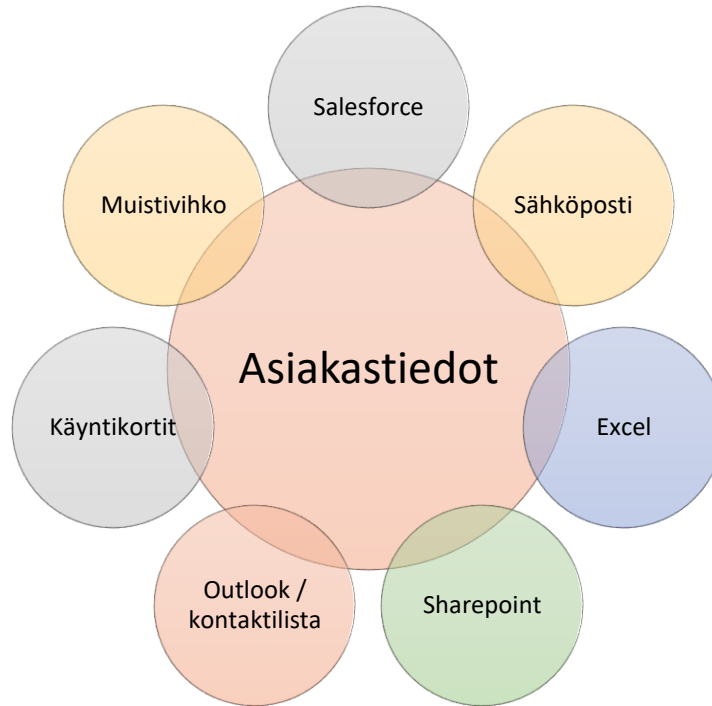 Salesforce
Muistivihko
Sähköposti
Asiakastiedot
Käyntikortit
Excel
Outlook /
kontaktilista
Sharepoint